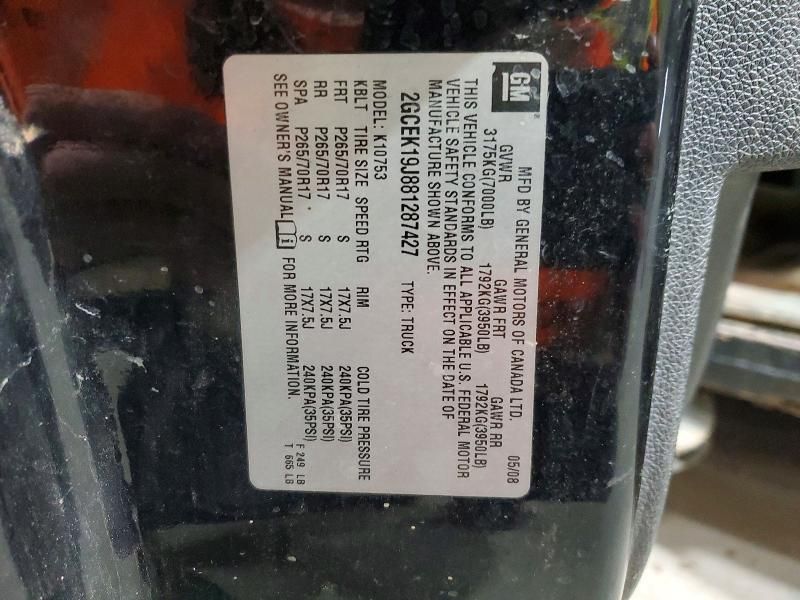 GM
MFD BY GENERAL MOTORS OF CANADA LTD.
05/08
GVWR GAWR FRT GAWR RR
3175KG(7000LB) 1792KG(3950LB) 1792KG(3950LB)
THIS VEHICLE CONFORMS TO ALL APPLICABLE U.S. FEDERAL MOTOR
VEHICLE SAFETY STANDARDS IN EFFECT ON THE DATE OF
MANUFACTURE SHOWN ABOVE.
2GCEK19J881287427 TYPE: TRUCK
MODEL: K10753
KBLT TIRE SIZE SPEED RTG RIM COLD TIRE PRESSURE
FRT P265/70R17 S 17X7.5J 240KPA(35PSI)
RR P265/70R17 S 17X7.5J 240KPA(35PSI)
SPA P265/70R17 S 17X7.5J 240KPA(35PSI)
SEE OWNER'S MANUAL i FOR MORE INFORMATION.
F 249 LB
T 665 LB